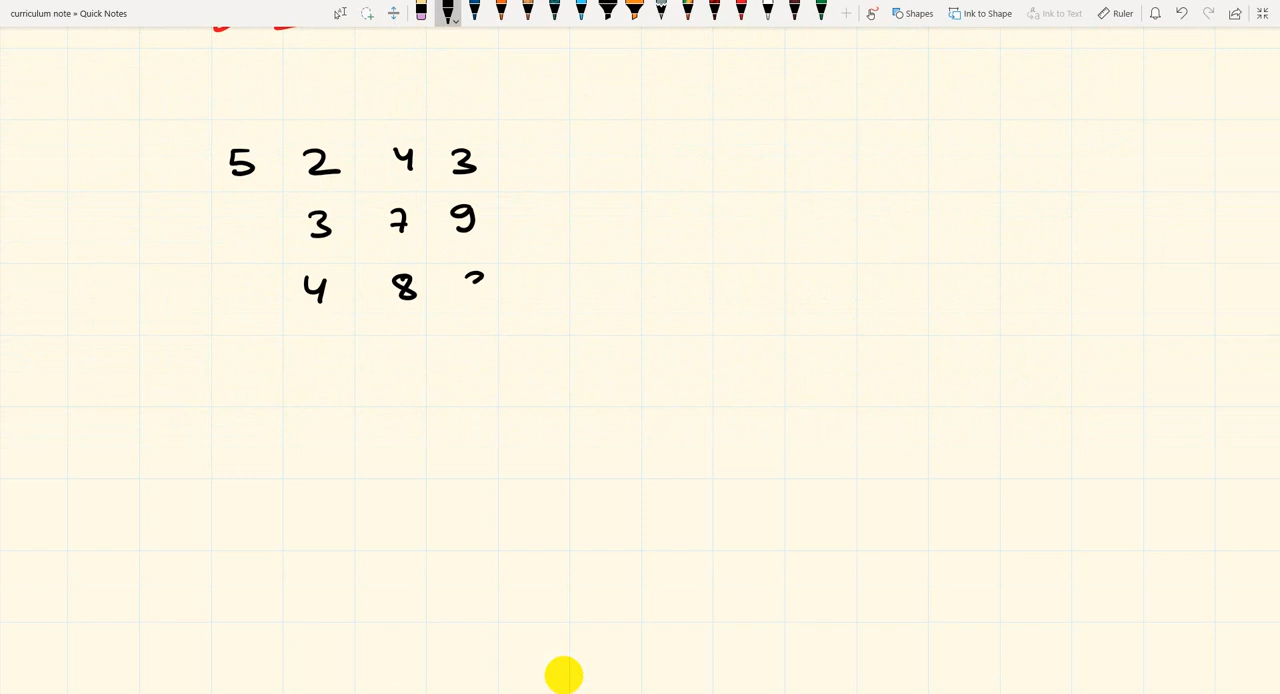 curriculum note » Quick Notes
Shapes Ink to Shape Ink to Text Ruler
5 2 4 3
3 7 9
4 8